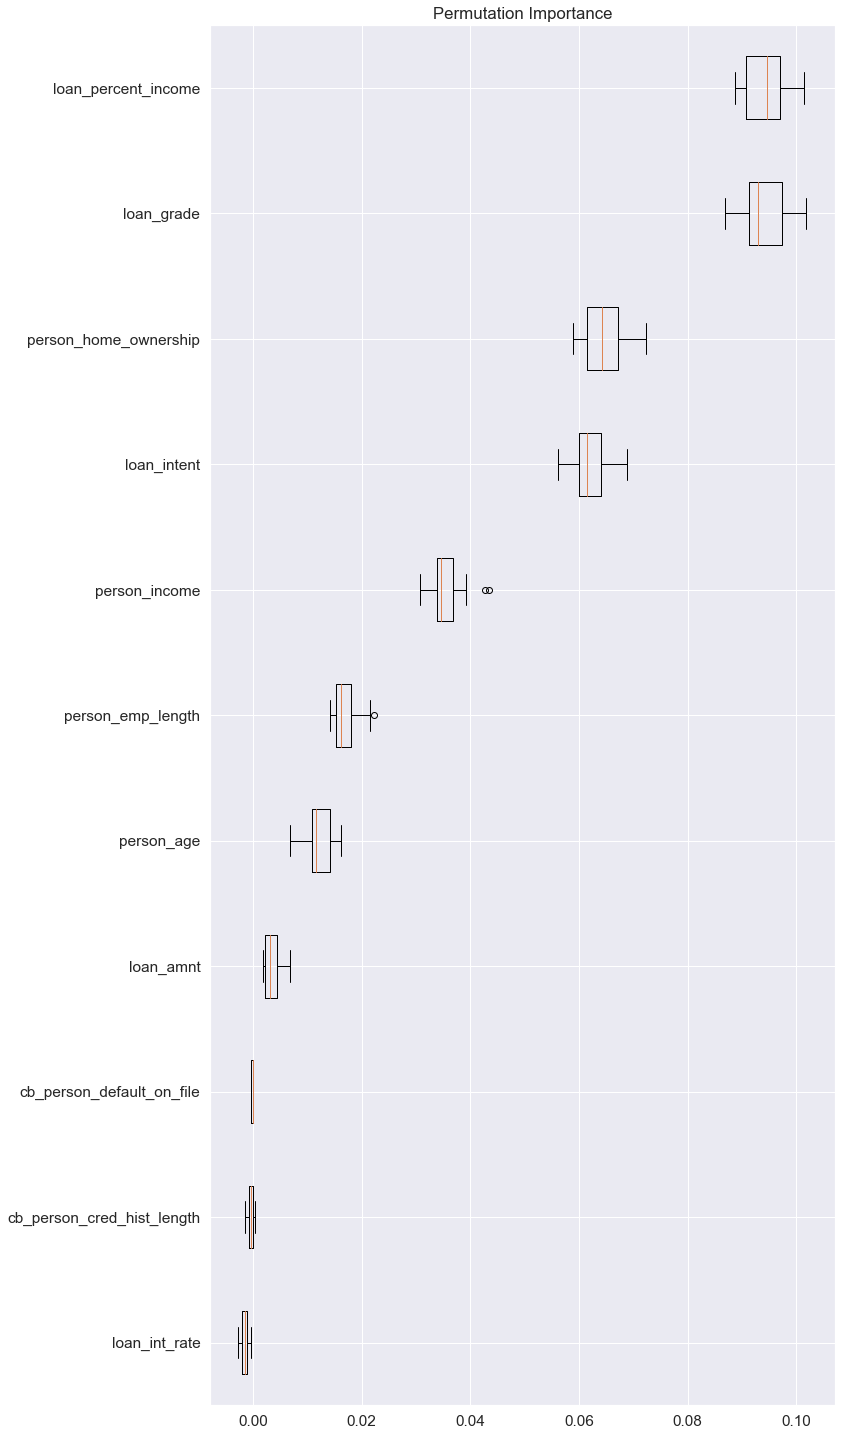 Permutation Importance
loan_percent_income
loan_grade
person_home_ownership
loan_intent
person_income
person_emp_length
person_age
loan_amnt
cb_person_default_on_file
cb_person_cred_hist_length
loan_int_rate
0.00 0.02 0.04 0.06 0.08 0.10